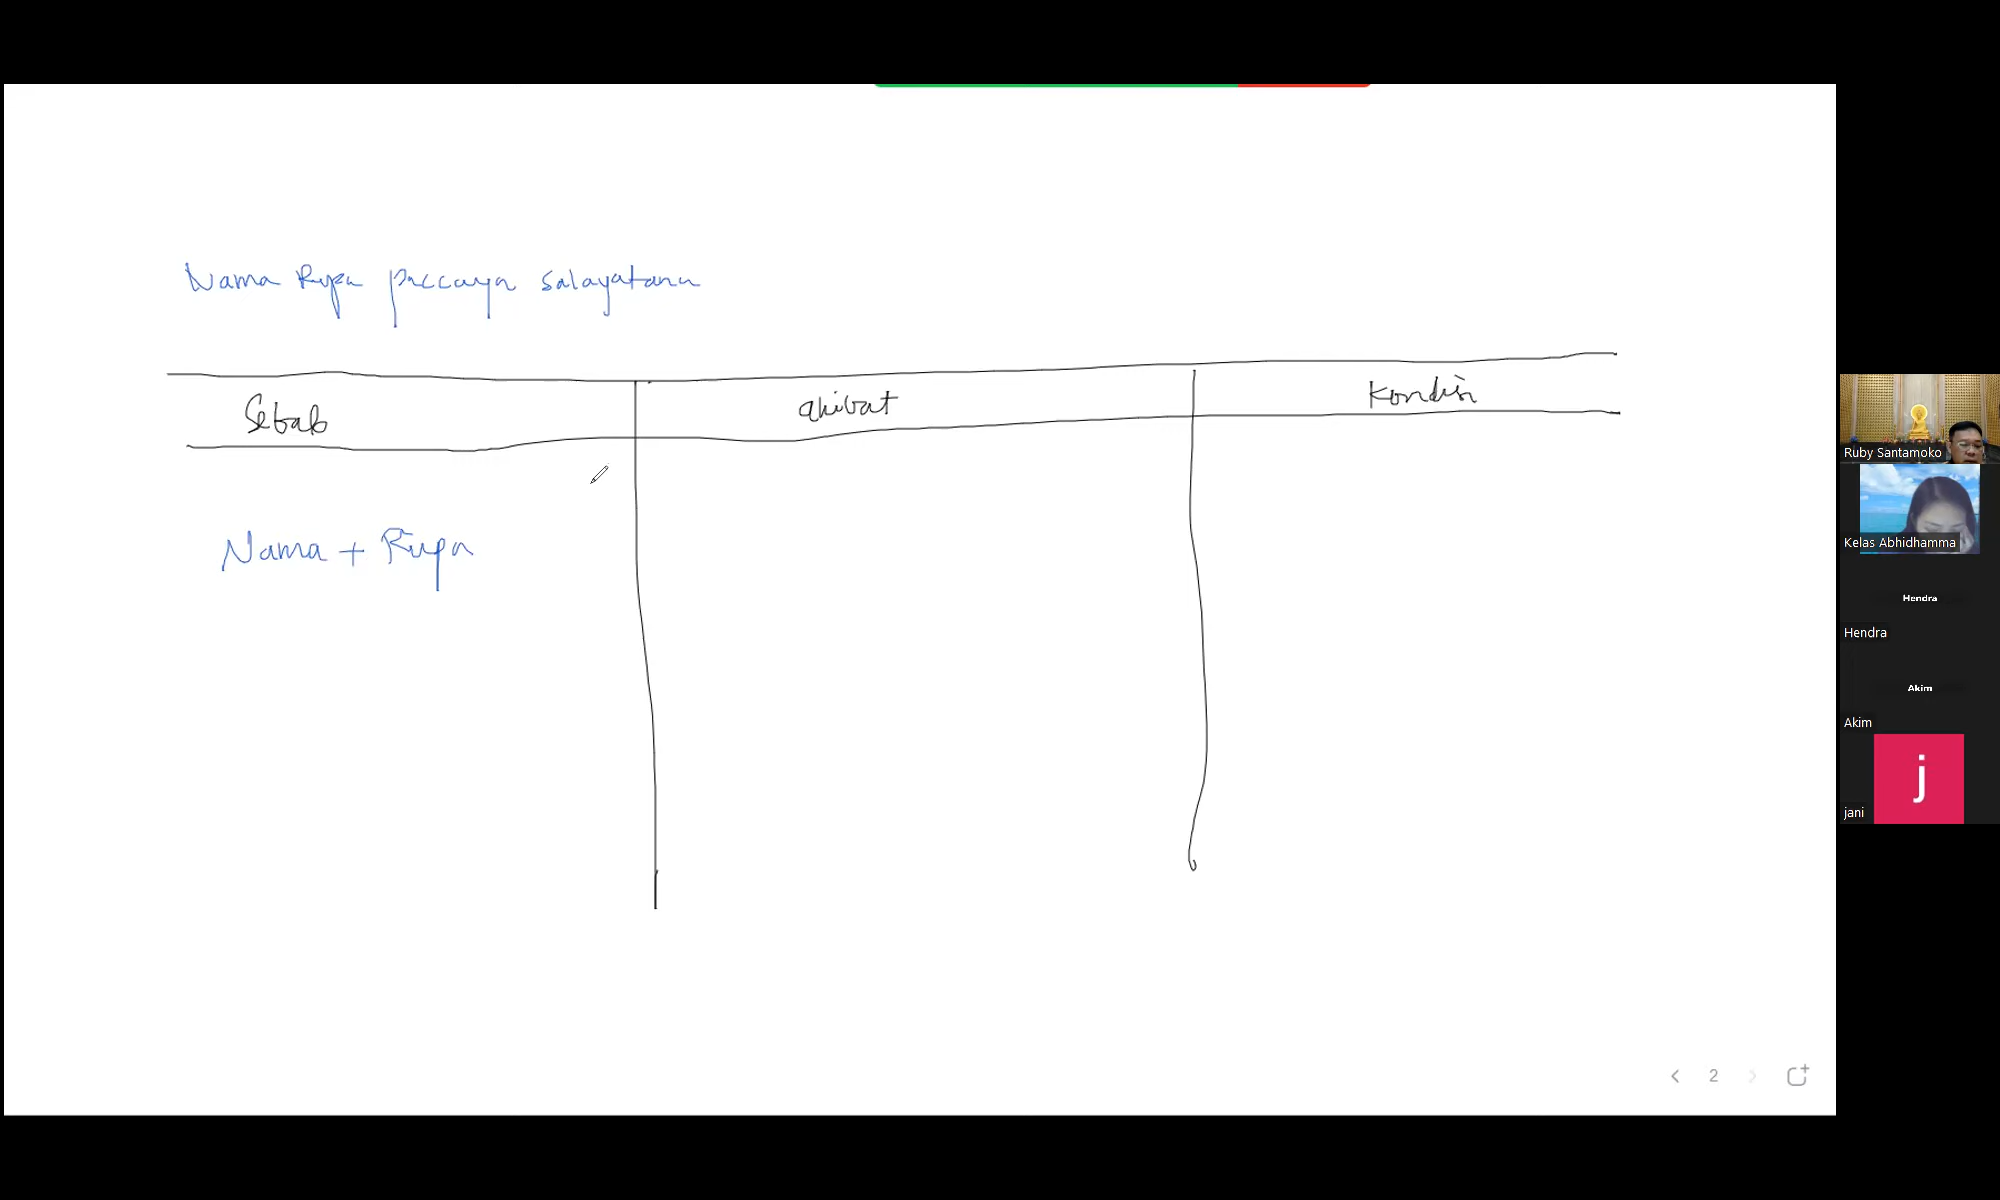 Nama Rupa paccaya salayatana
Sebab akibat Kondisi
Nama + Rupa
Ruby Santamoko
Kelas Abhidhamma
Hendra
Hendra
Akim
Akim
j
jani
2